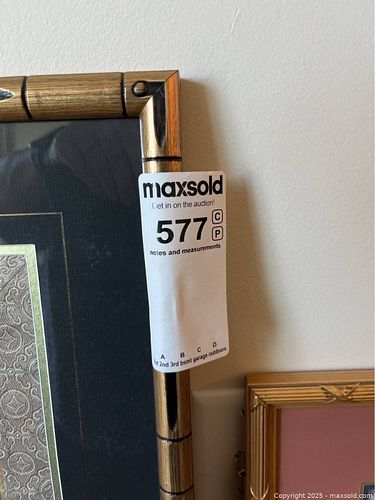 maxsold
Get in on the auction!
577 C
P
notes and measurements
A B C D
2nd 3rd bsmt garage outdoors
Copyright 2025 - maxsold.com